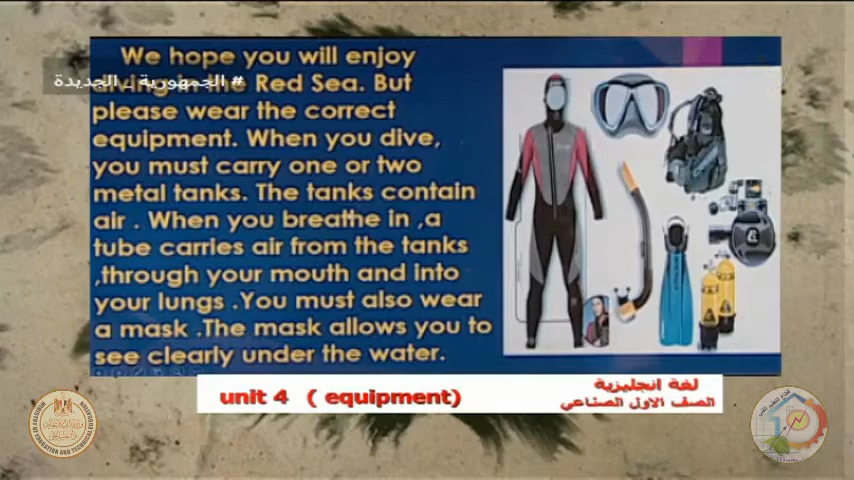 We hope you will enjoy
# الجمهورية _ الجديدة
Red Sea. But
please wear the correct
equipment. When you dive,
you must carry one or two
metal tanks. The tanks contain
air . When you breathe in ,a
tube carries air from the tanks
,through your mouth and into
your lungs .You must also wear
a mask .The mask allows you to
see clearly under the water.
unit 4 ( equipment)
لغة انجليزية
الصف الاول الصناعي